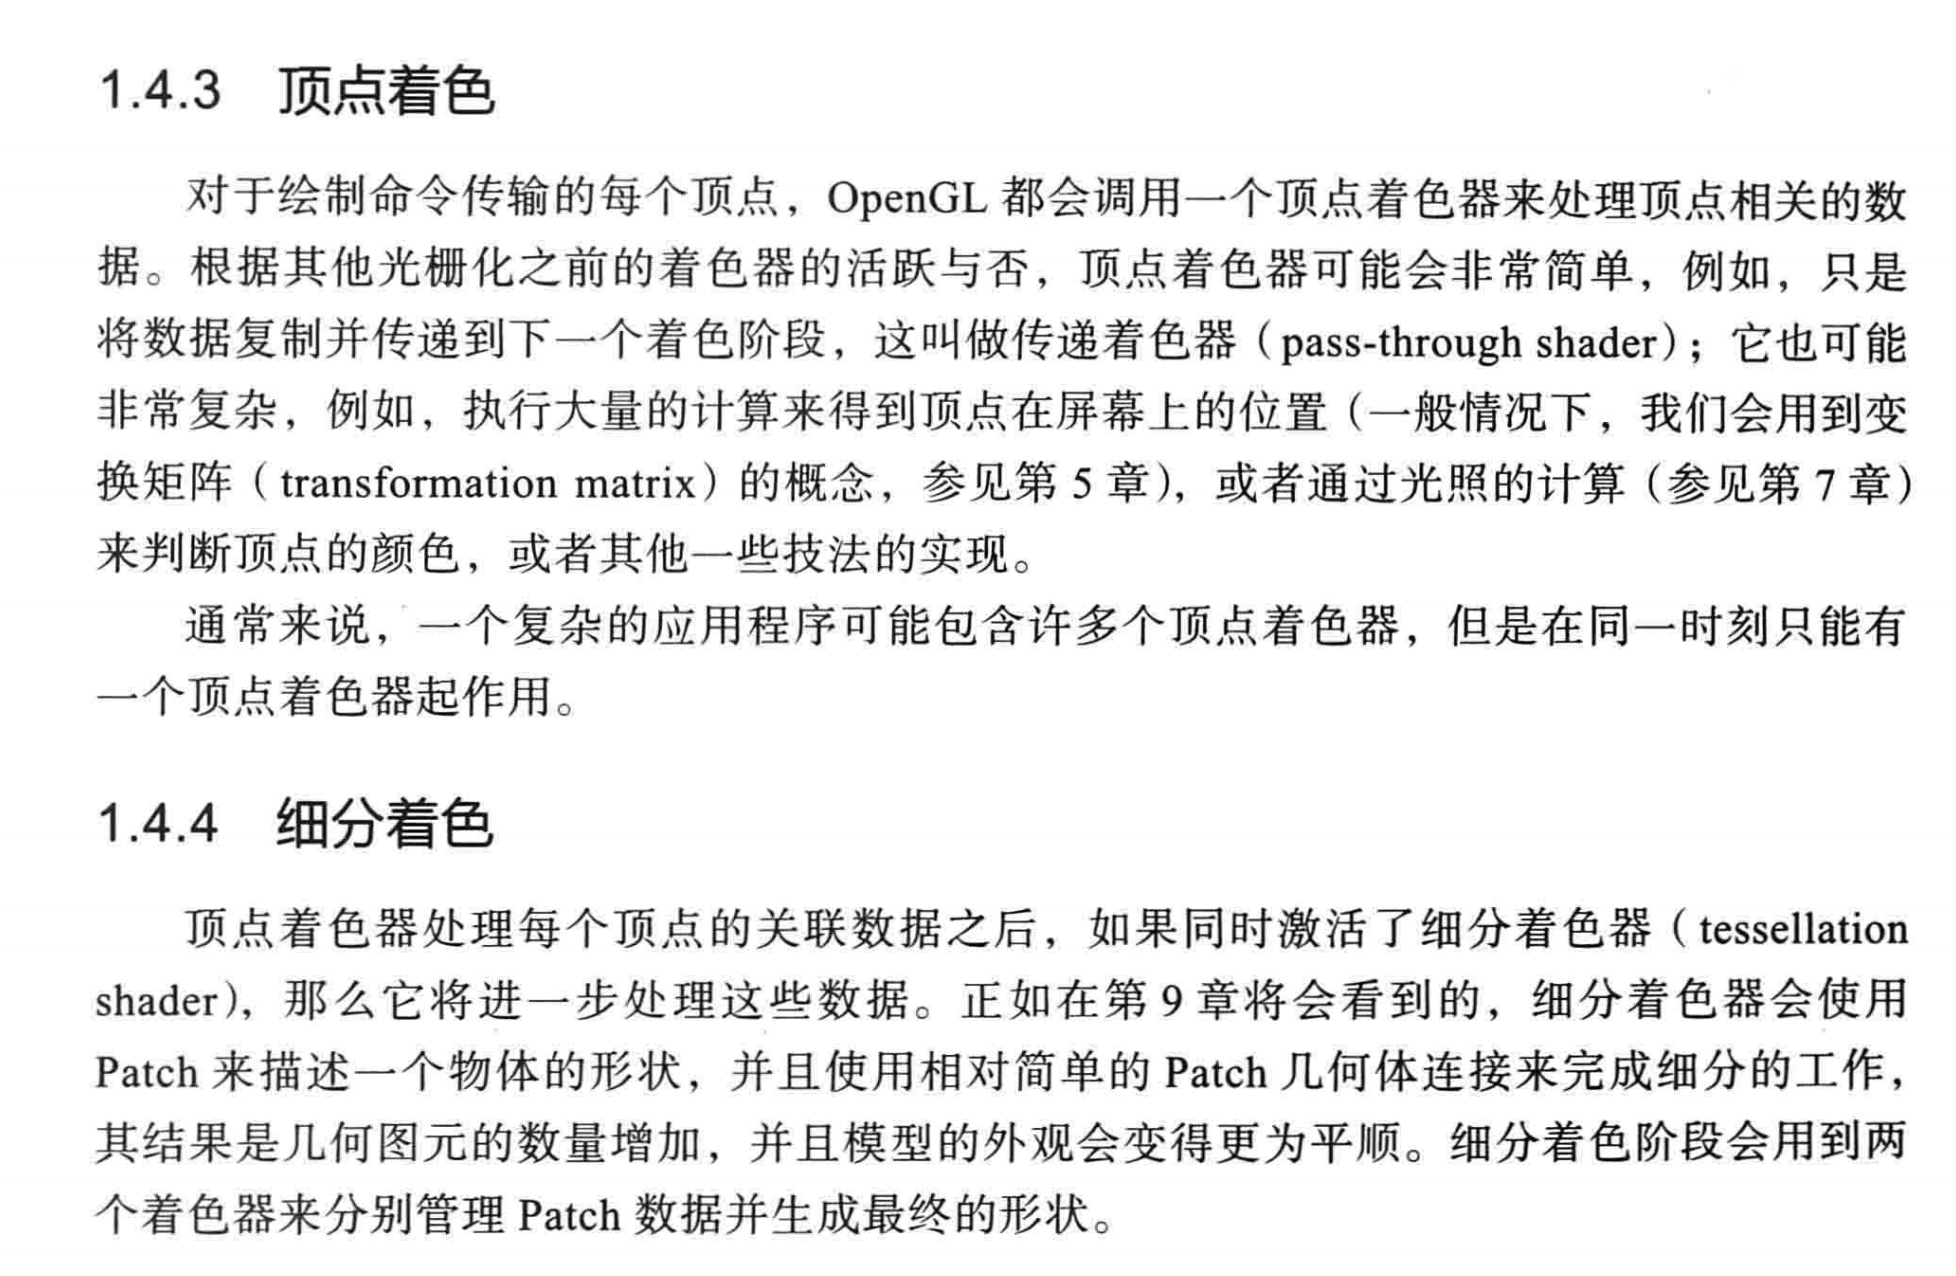 1.4.3 顶点着色
对于绘制命令传输的每个顶点，OpenGL 都会调用一个顶点着色器来处理顶点相关的数
据。根据其他光栅化之前的着色器的活跃与否，顶点着色器可能会非常简单，例如，只是
将数据复制并传递到下一个着色阶段，这叫做传递着色器（pass-through shader）；它也可能
非常复杂，例如，执行大量的计算来得到顶点在屏幕上的位置（一般情况下，我们会用到变
换矩阵（transformation matrix）的概念，参见第 5 章），或者通过光照的计算（参见第 7 章）
来判断顶点的颜色，或者其他一些技法的实现。
通常来说，一个复杂的应用程序可能包含许多个顶点着色器，但是在同一时刻只能有
一个顶点着色器起作用。
1.4.4 细分着色
顶点着色器处理每个顶点的关联数据之后，如果同时激活了细分着色器（tessellation
shader），那么它将进一步处理这些数据。正如在第 9 章将会看到的，细分着色器会使用
Patch 来描述一个物体的形状，并且使用相对简单的 Patch 几何体连接来完成细分的工作，
其结果是几何图元的数量增加，并且模型的外观会变得更为平顺。细分着色阶段会用到两
个着色器来分别管理 Patch 数据并生成最终的形状。